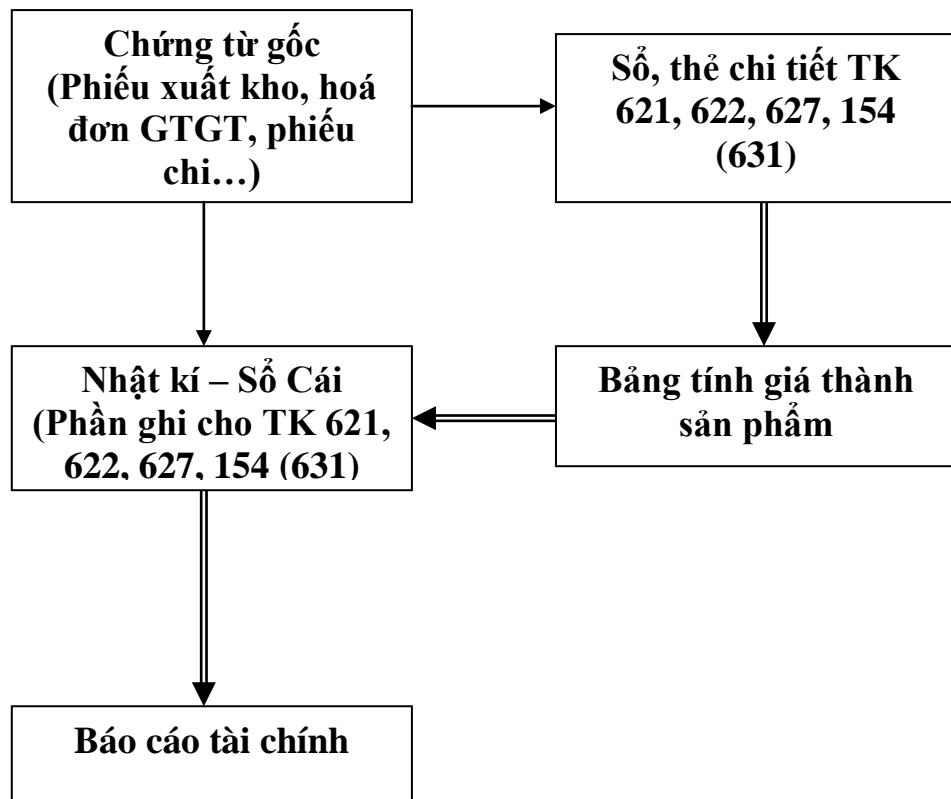 Chứng từ gốc
(Phiếu xuất kho, hoá
đơn GTGT, phiếu
chi…)
Sổ, thẻ chi tiết TK
621, 622, 627, 154
(631)
Nhật kí – Sổ Cái
(Phần ghi cho TK 621,
622, 627, 154 (631)
Bảng tính giá thành
sản phẩm
Báo cáo tài chính